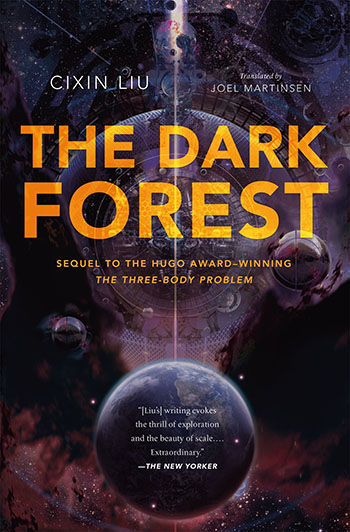 CIXIN LIU
Translated by
JOEL MARTINSEN
THE DARK
FOREST
SEQUEL TO THE HUGO AWARD–WINNING
THE THREE-BODY PROBLEM
"[Liu's] writing evokes
the thrill of exploration
and the beauty of scale....
Extraordinary."
—THE NEW YORKER